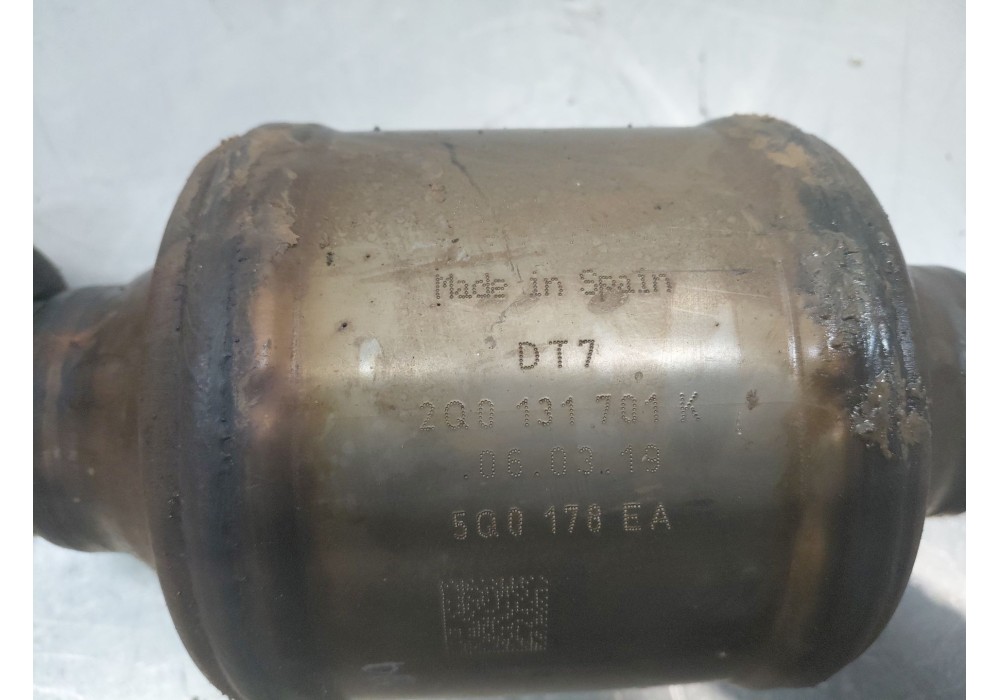 Made in Spain
DT7
2Q0 131 701 K
.06.03.19
5Q0 178 EA